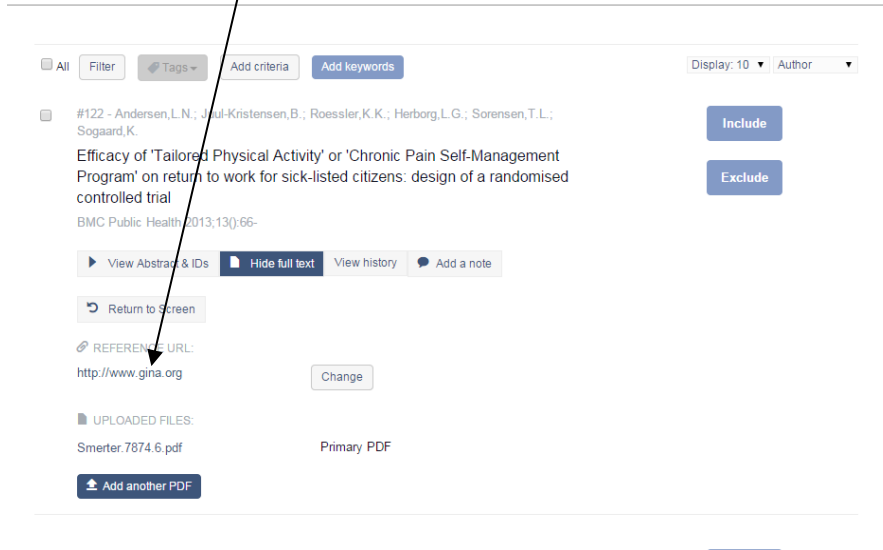 All Filter Tags Add criteria Add keywords Display: 10 Author
#122 - Andersen,L.N.; Juul-Kristensen,B.; Roessler,K.K.; Herborg,L.G.; Sorensen,T.L.;
Sogaard,K.
Include
Efficacy of 'Tailored Physical Activity' or 'Chronic Pain Self-Management
Program' on return to work for sick-listed citizens: design of a randomised
controlled trial
Exclude
BMC Public Health 2013;13():66-
View Abstract & IDs Hide full text View history Add a note
Return to Screen
REFERENCE URL:
http://www.gina.org Change
UPLOADED FILES:
Smerter.7874.6.pdf Primary PDF
Add another PDF